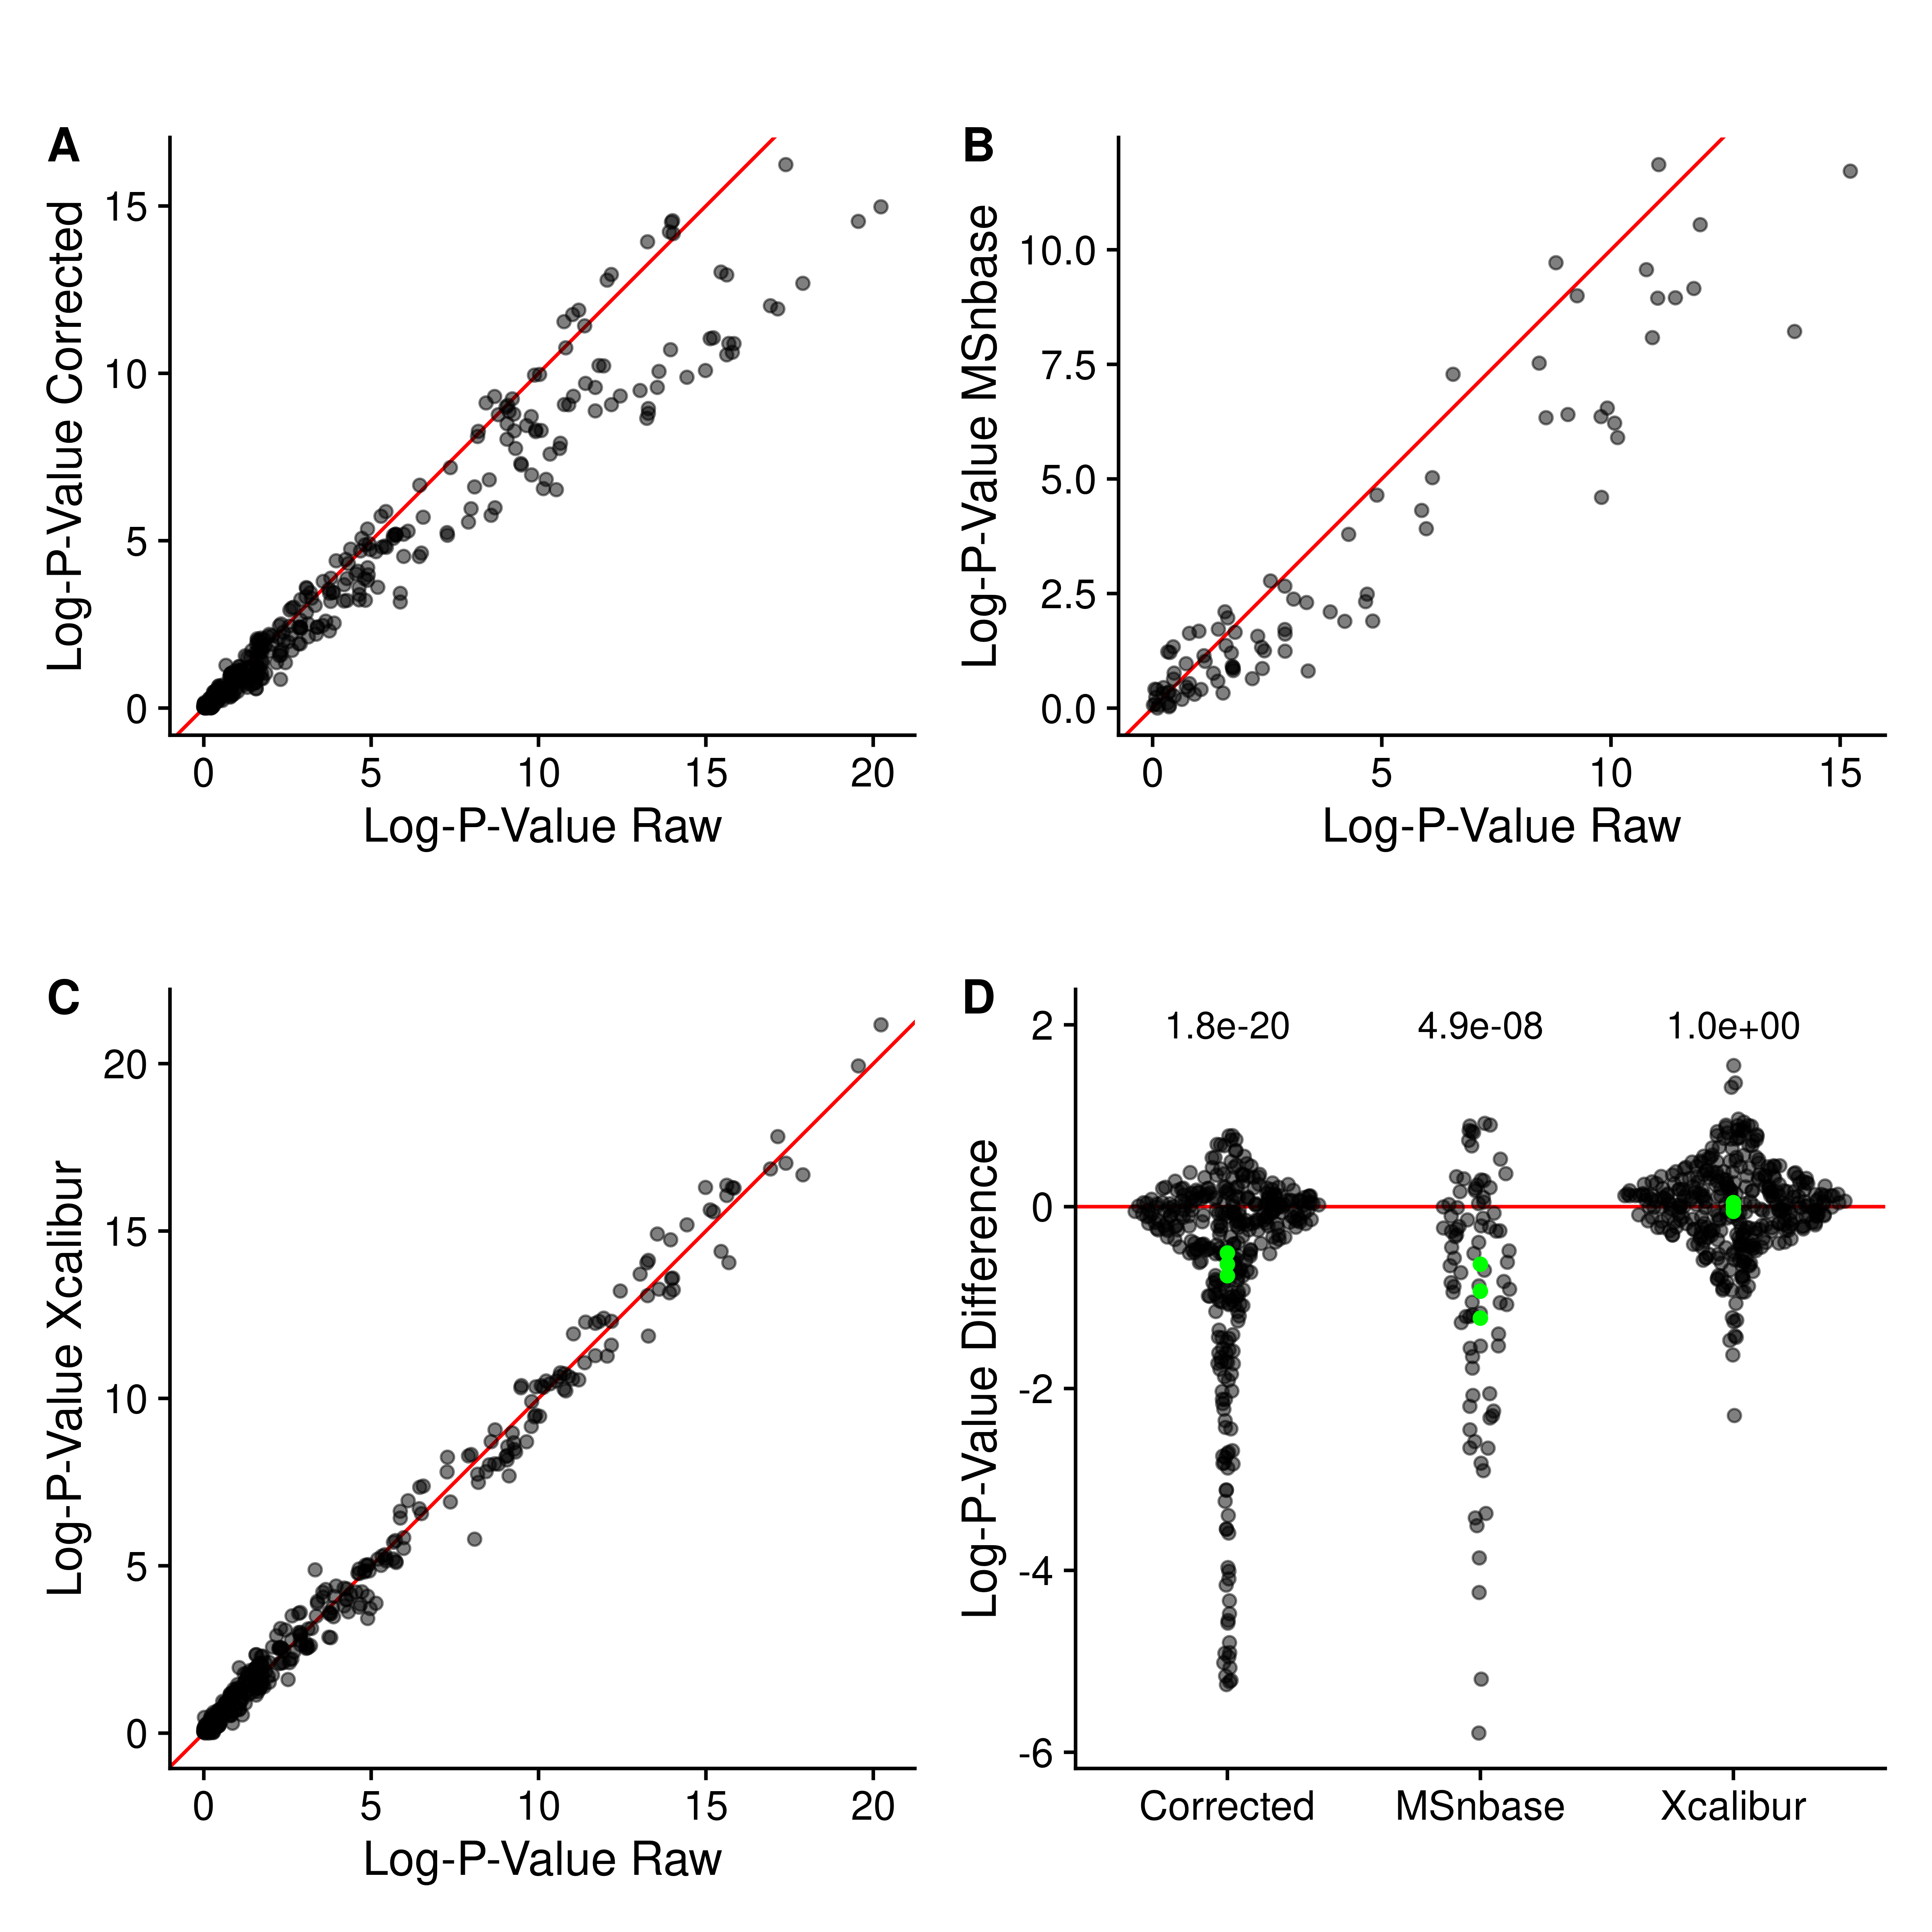 A
Log-P-Value Corrected
15
10
5
0
0 5 10 15 20
Log-P-Value Raw
B
Log-P-Value MSnbase
10.0
7.5
5.0
2.5
0.0
0 5 10 15
Log-P-Value Raw
C
Log-P-Value Xcalibur
20
15
10
5
0
0 5 10 15 20
Log-P-Value Raw
D
Log-P-Value Difference
1.8e-20 4.9e-08 1.0e+00
2
0
-2
-4
-6
Corrected MSnbase Xcalibur